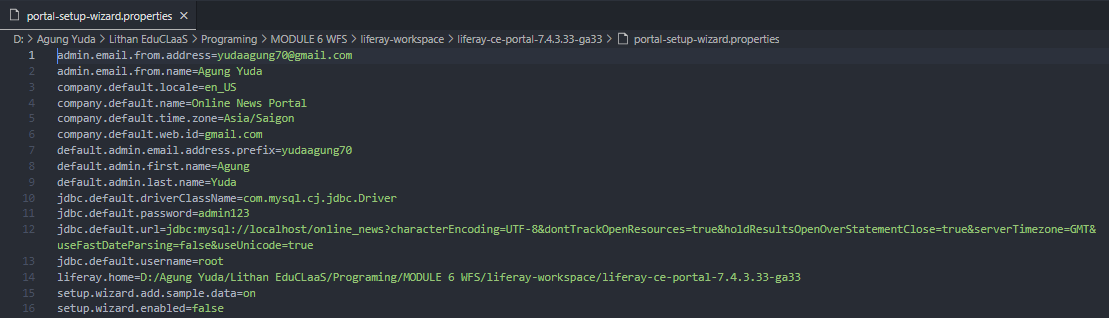 portal-setup-wizard.properties ×
D: > Agung Yuda > Lithan EduCLaaS > Programing > MODULE 6 WFS > liferay-workspace > liferay-ce-portal-7.4.3.33-ga33 > portal-setup-wizard.properties
1 admin.email.from.address=yudaagung70@gmail.com
2 admin.email.from.name=Agung Yuda
3 company.default.locale=en_US
4 company.default.name=Online News Portal
5 company.default.time.zone=Asia/Saigon
6 company.default.web.id=gmail.com
7 default.admin.email.address.prefix=yudaagung70
8 default.admin.first.name=Agung
9 default.admin.last.name=Yuda
10 jdbc.default.driverClassName=com.mysql.cj.jdbc.Driver
11 jdbc.default.password=admin123
12 jdbc.default.url=jdbc:mysql://localhost/online_news?characterEncoding=UTF-8&dontTrackOpenResources=true&holdResultsOpenOverStatementClose=true&serverTimezone=GMT&
useFastDateParsing=false&useUnicode=true
13 jdbc.default.username=root
14 liferay.home=D:/Agung Yuda/Lithan EduCLaaS/Programing/MODULE 6 WFS/liferay-workspace/liferay-ce-portal-7.4.3.33-ga33
15 setup.wizard.add.sample.data=on
16 setup.wizard.enabled=false